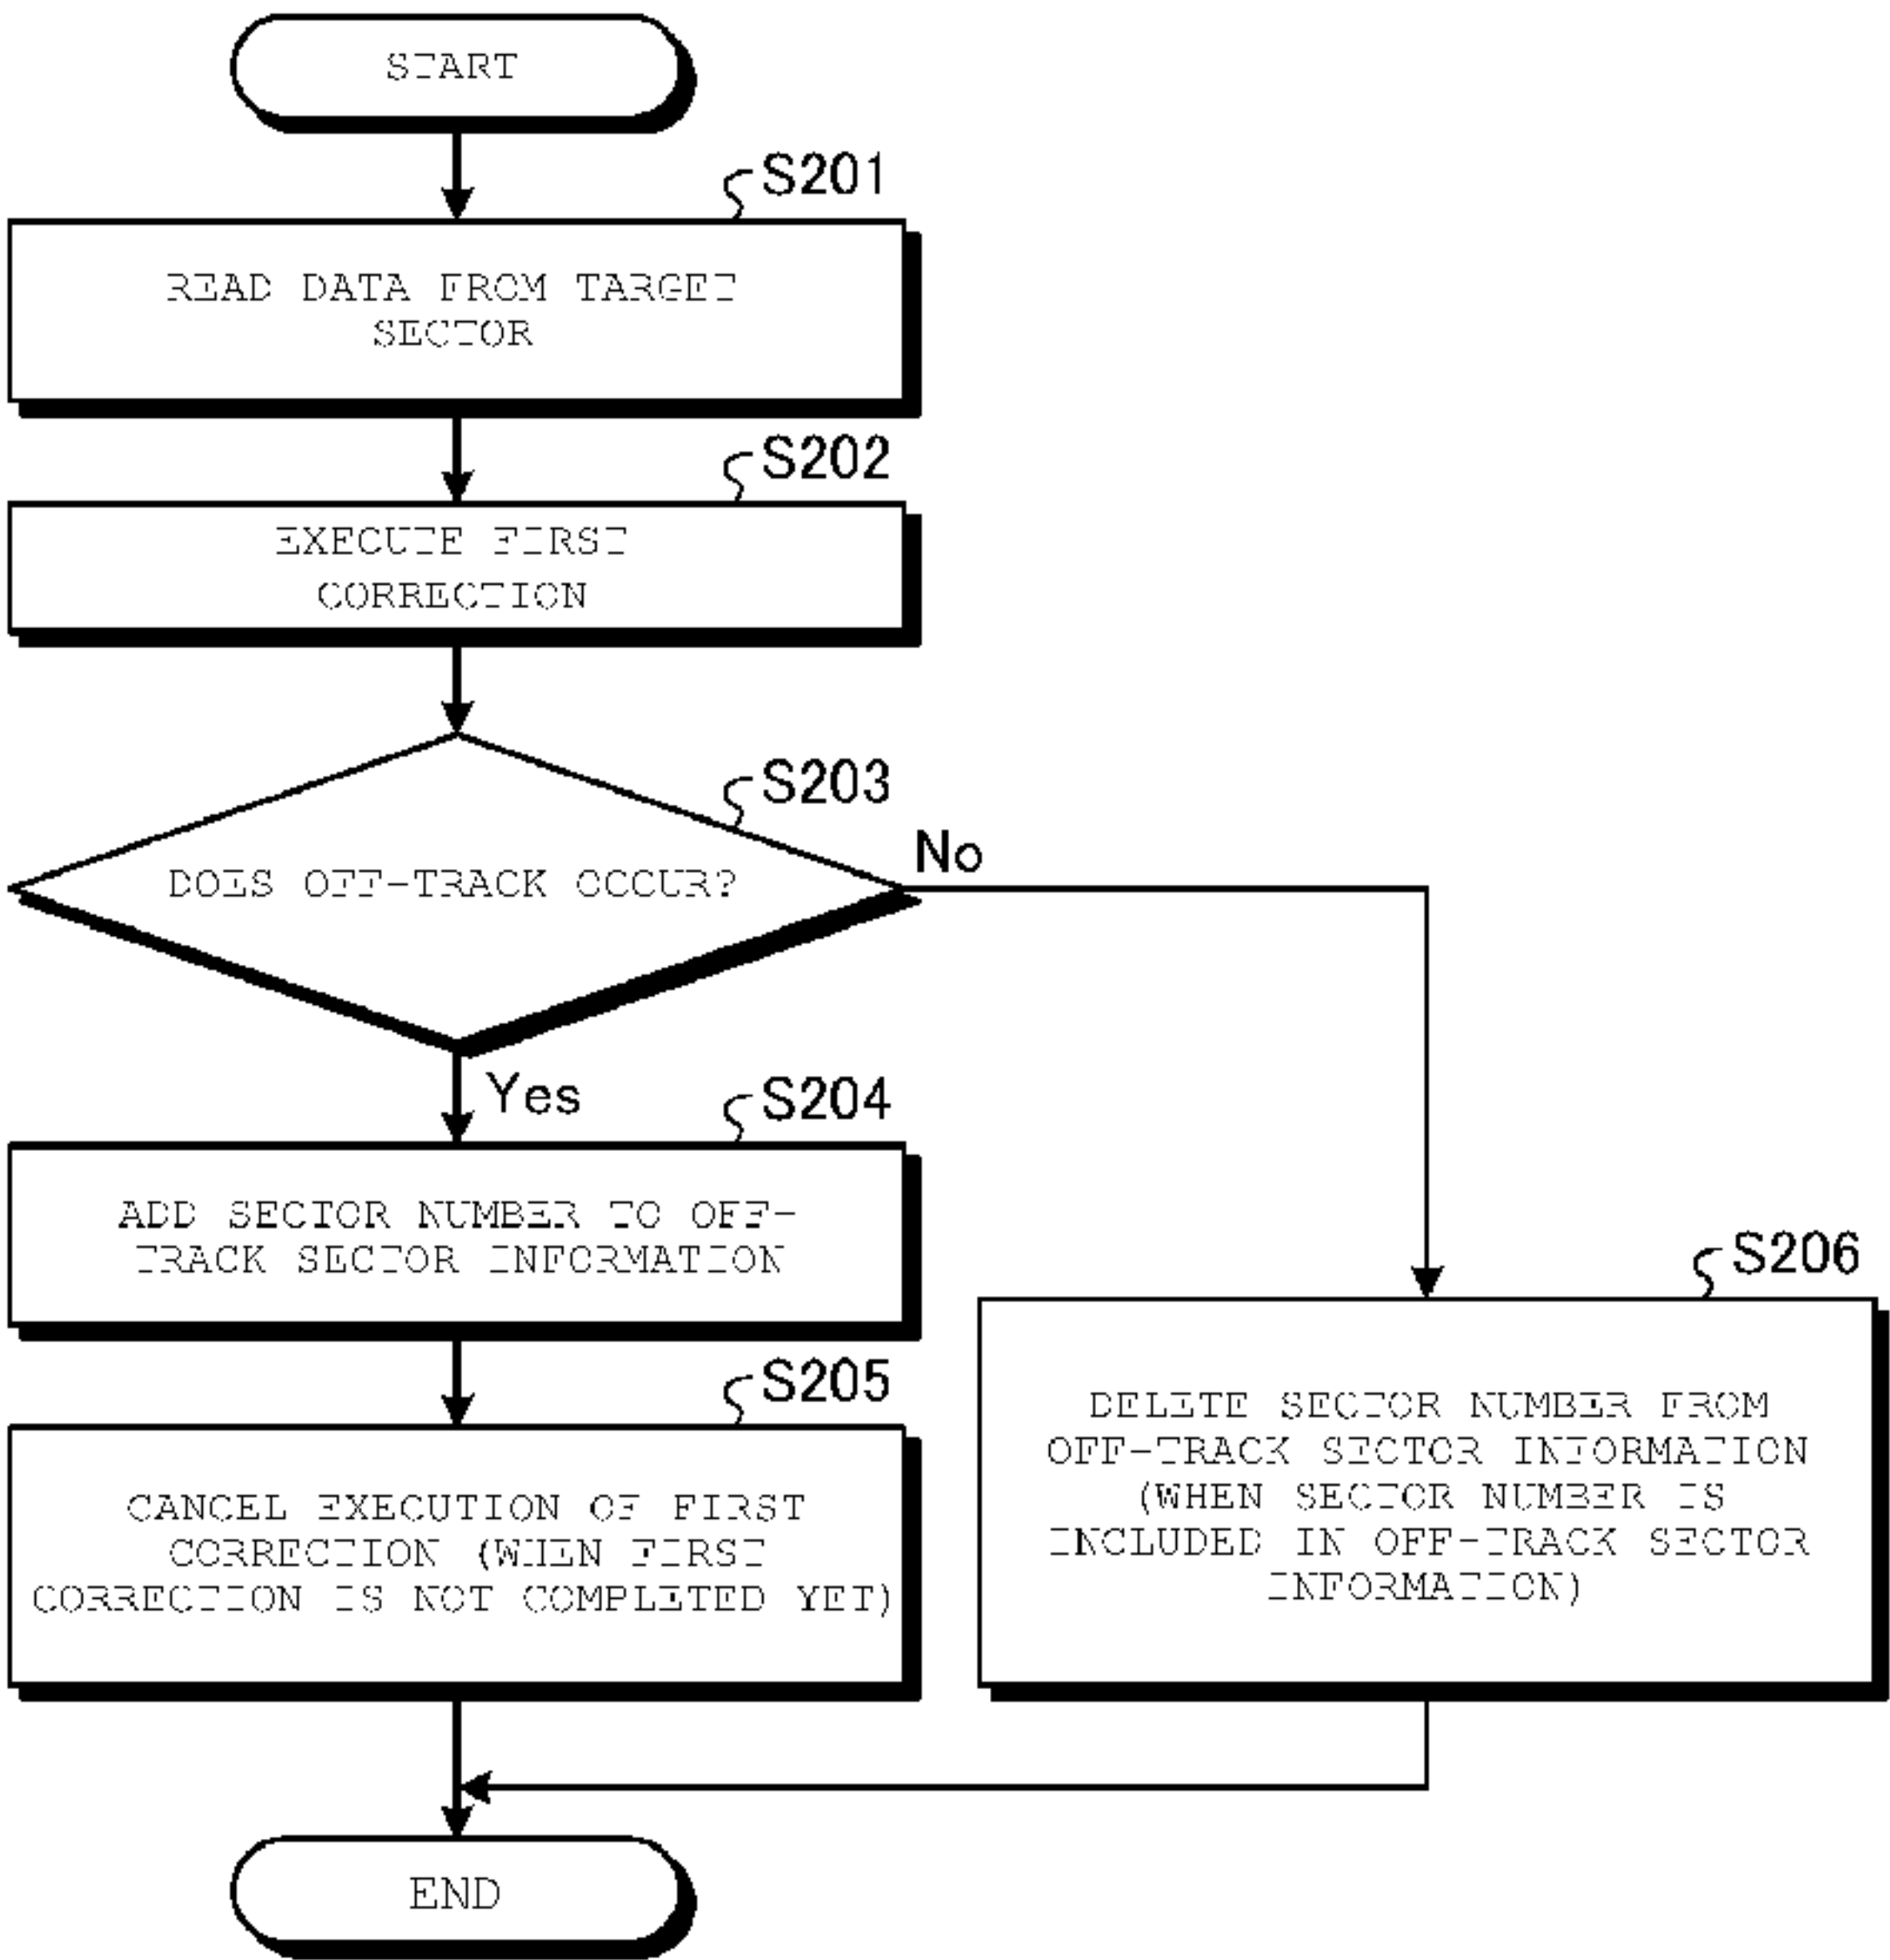 START
S201
READ DATA FROM TARGET
SECTOR
S202
EXECUTE FIRST
CORRECTION
S203
DOES OFF-TRACK OCCUR?
No
Yes
S204
ADD SECTOR NUMBER TO OFF-
TRACK SECTOR INFORMATION
S205
CANCEL EXECUTION OF FIRST
CORRECTION (WHEN FIRST
CORRECTION IS NOT COMPLETED YET)
S206
DELETE SECTOR NUMBER FROM
OFF-TRACK SECTOR INFORMATION
(WHEN SECTOR NUMBER IS
INCLUDED IN OFF-TRACK SECTOR
INFORMATION)
END